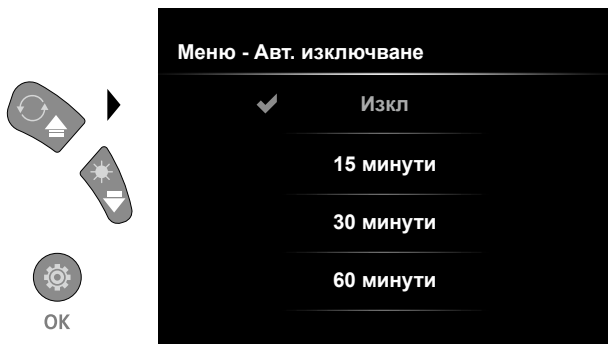 Меню - Авт. изключване
Изкл
15 минути
30 минути
60 минути
OK